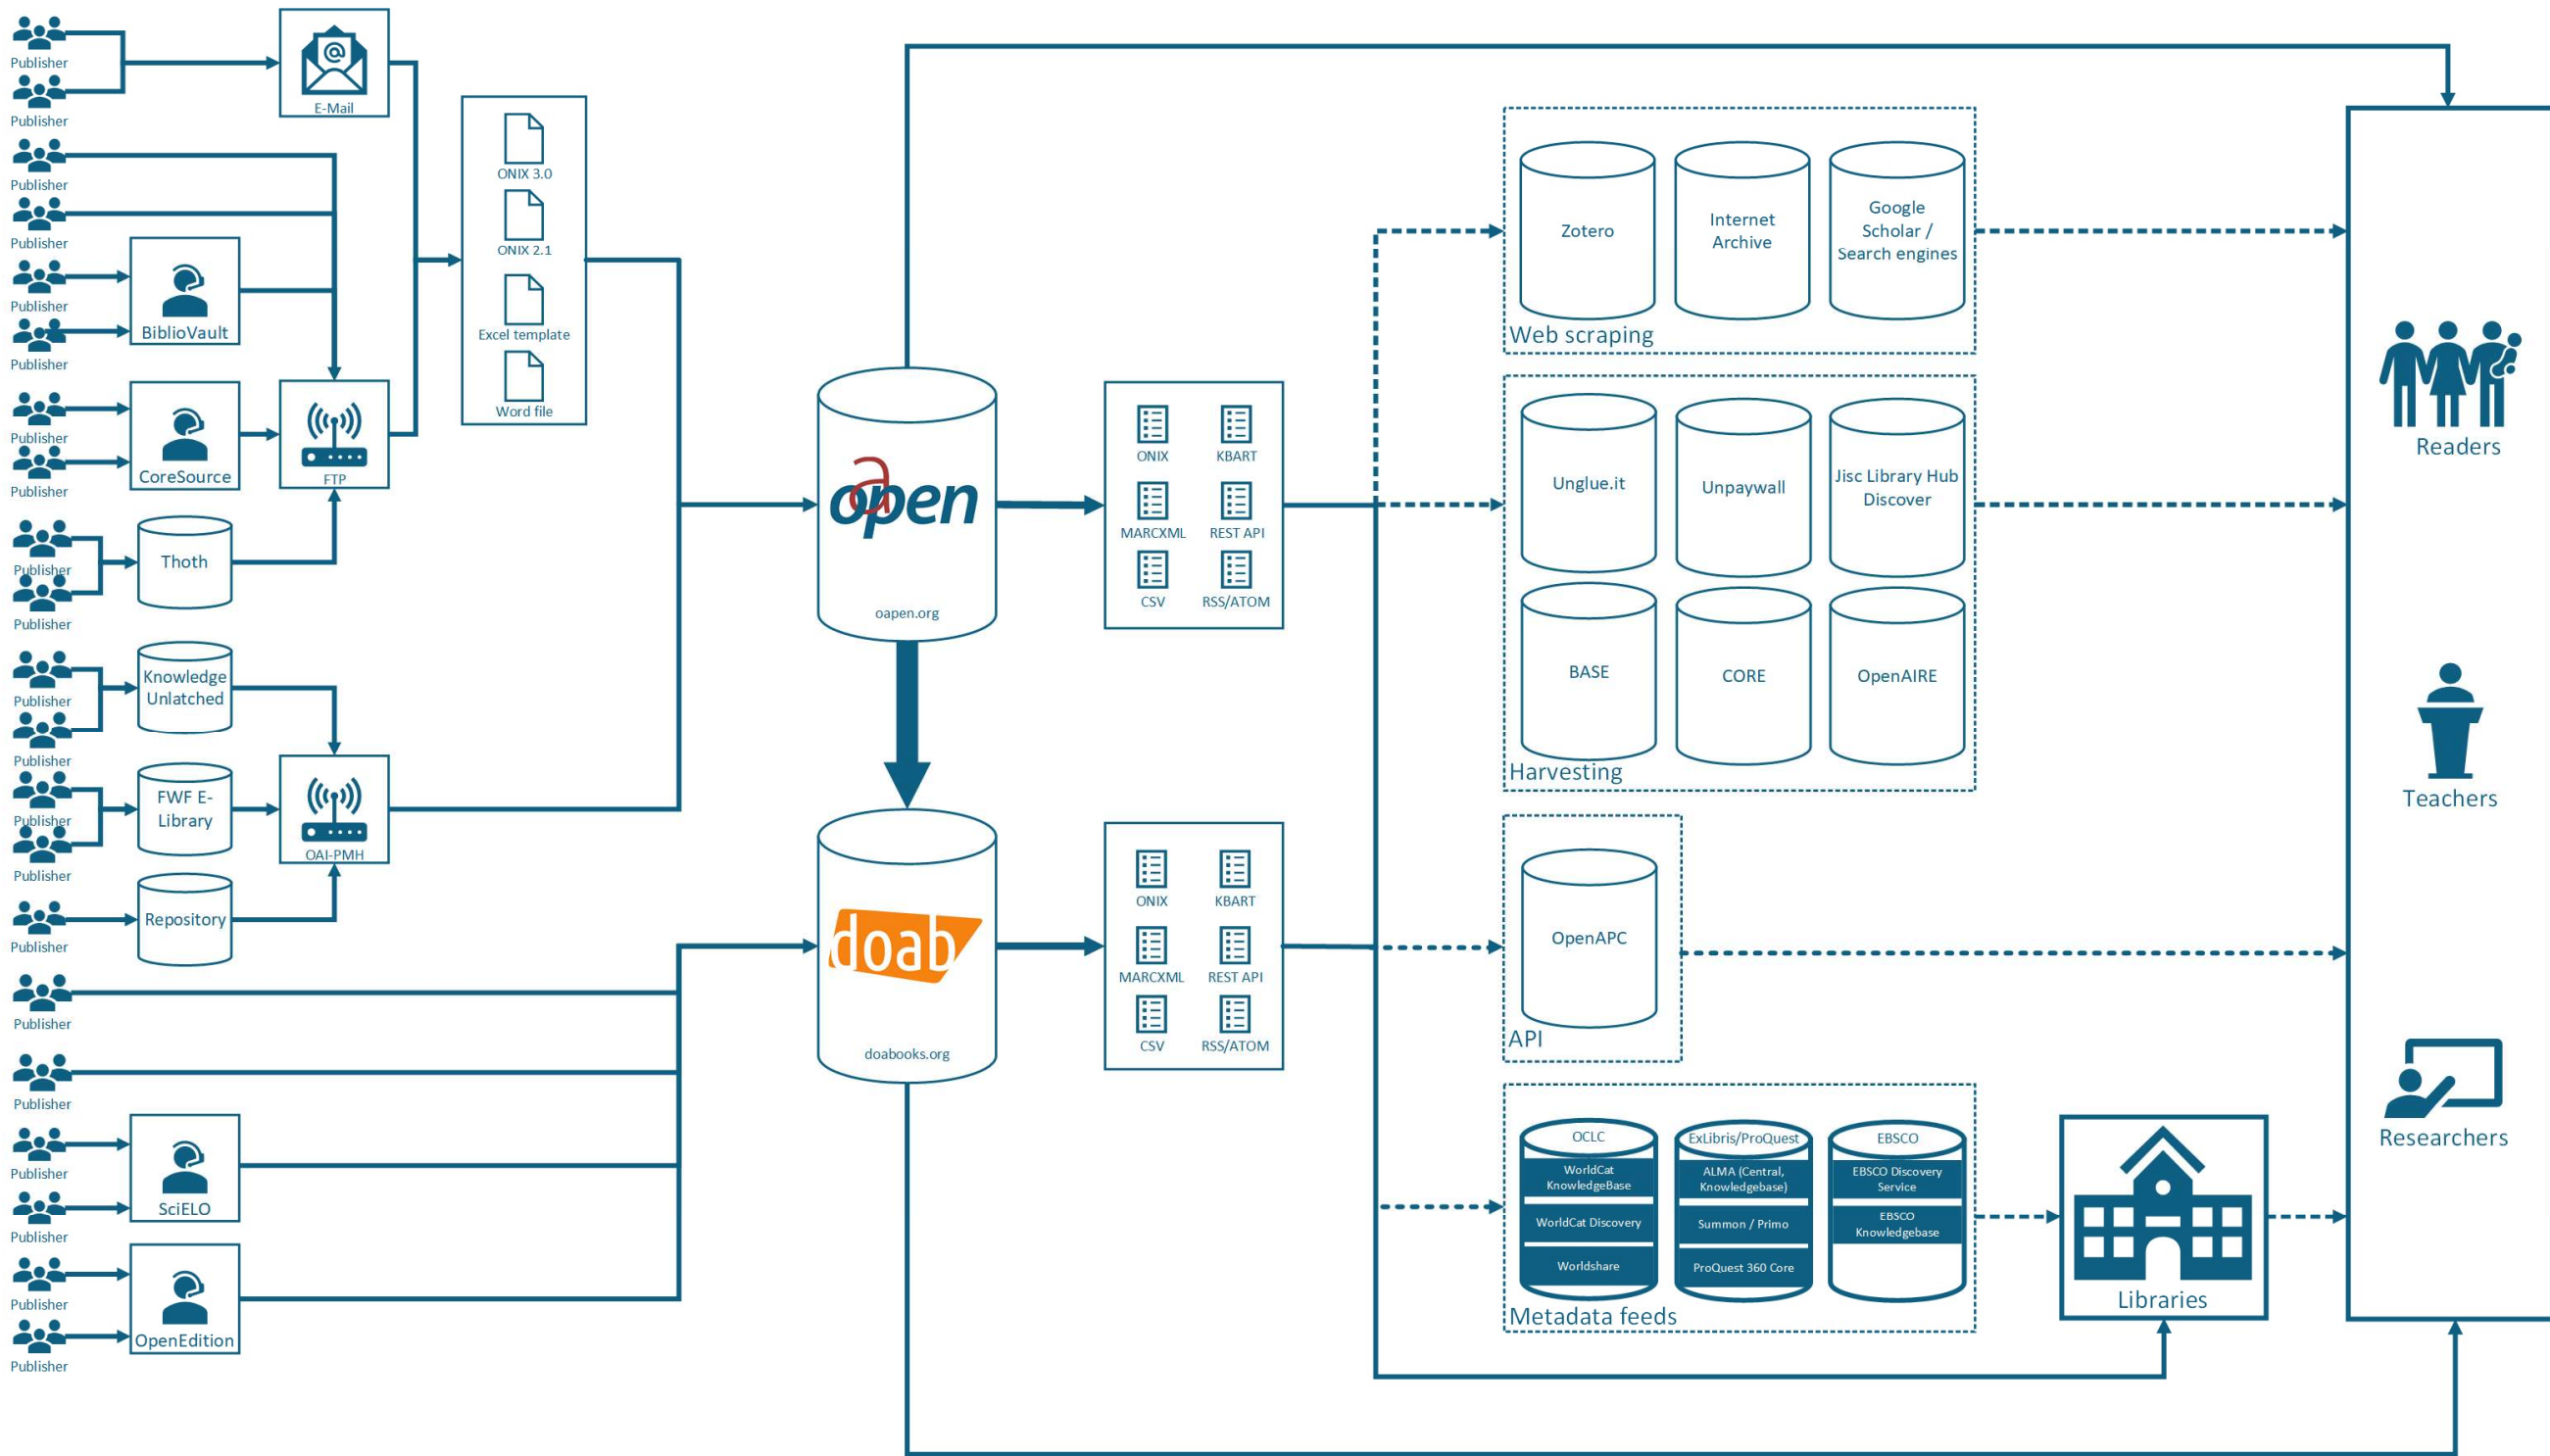 Publisher
Publisher
E-Mail
Publisher
Publisher
Publisher
Publisher
BiblioVault
Publisher
Publisher
CoreSource
FTP
Publisher
Publisher
Thoth
Publisher
Publisher
Knowledge
Unlatched
Publisher
Publisher
FWF E-
Library
OAI-PMH
Publisher
Repository
Publisher
Publisher
Publisher
Publisher
SciELO
Publisher
Publisher
OpenEdition
ONIX 3.0
ONIX 2.1
Excel template
Word file
oapen
oapen.org
doab
doabooks.org
ONIX KBART
MARCXML REST API
CSV RSS/ATOM
ONIX KBART
MARCXML REST API
CSV RSS/ATOM
Zotero
Internet
Archive
Google
Scholar /
Search engines
Web scraping
Unglue.it
Unpaywall
Jisc Library Hub
Discover
BASE
CORE
OpenAIRE
Harvesting
OpenAPC
API
OCLC
WorldCat
KnowledgeBase
WorldCat Discovery
Worldshare
ExLibris/ProQuest
ALMA (Central,
Knowledgebase)
Summon / Primo
ProQuest 360 Core
EBSCO
EBSCO Discovery
Service
EBSCO
Knowledgebase
Metadata feeds
Libraries
Readers
Teachers
Researchers